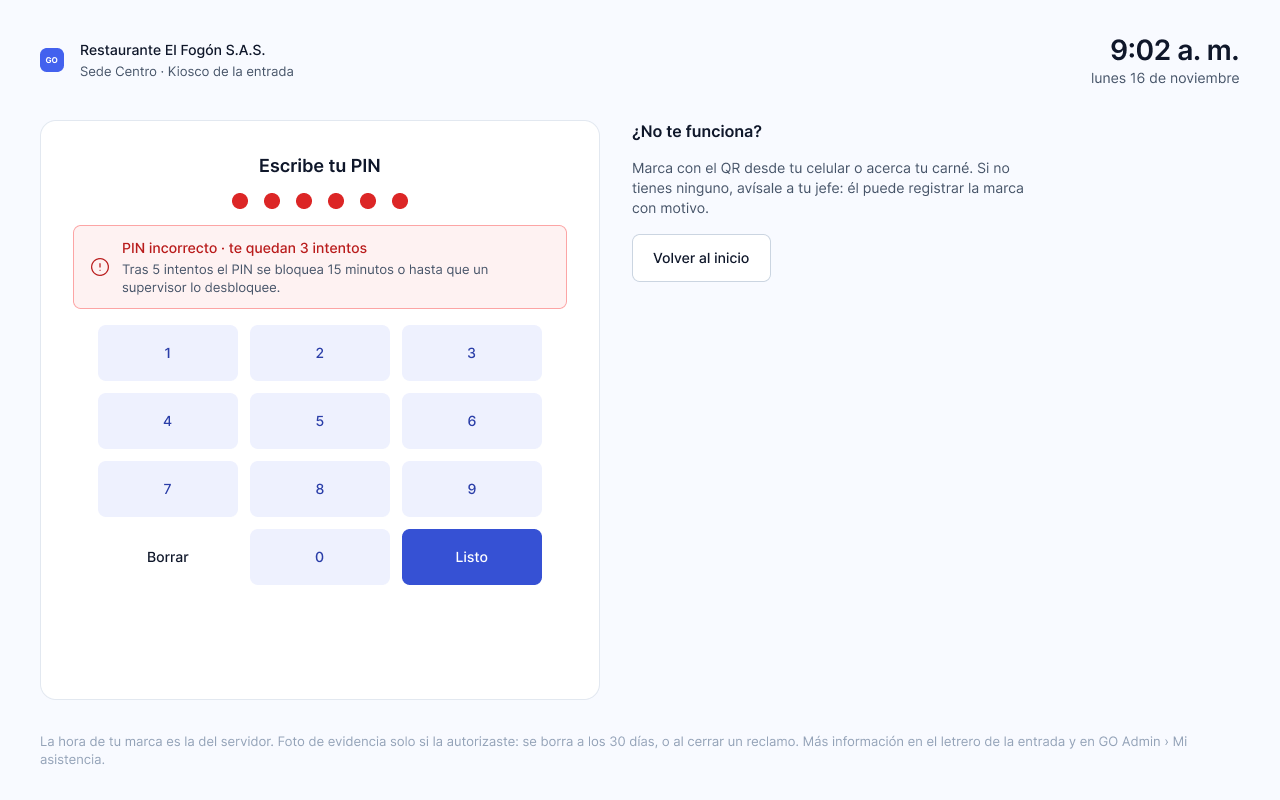 GO
Restaurante El Fogón S.A.S.
Sede Centro · Kiosco de la entrada
9:02 a. m.
lunes 16 de noviembre
Escribe tu PIN
PIN incorrecto · te quedan 3 intentos
Tras 5 intentos el PIN se bloquea 15 minutos o hasta que un
supervisor lo desbloquee.
1 2 3
4 5 6
7 8 9
Borrar 0 Listo
¿No te funciona?
Marca con el QR desde tu celular o acerca tu carné. Si no
tienes ninguno, avísale a tu jefe: él puede registrar la marca
con motivo.
Volver al inicio
La hora de tu marca es la del servidor. Foto de evidencia solo si la autorizaste: se borra a los 30 días, o al cerrar un reclamo. Más información en el letrero de la entrada y en GO Admin › Mi
asistencia.